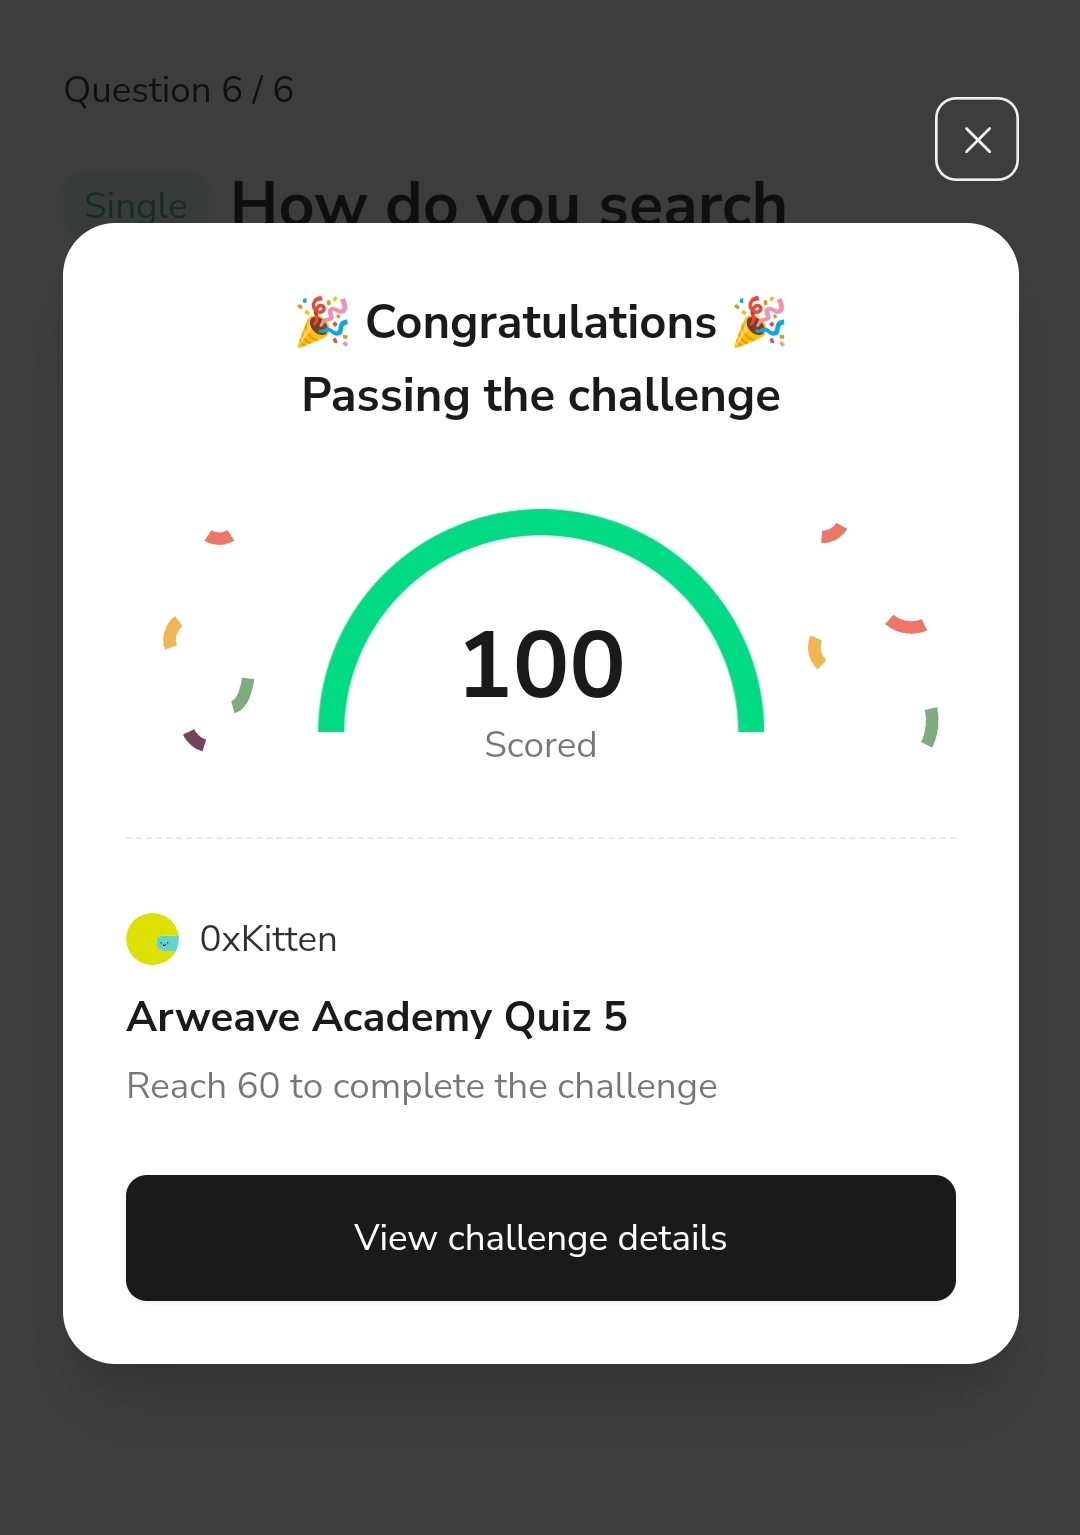 Question 6 / 6
Single How do you search
🎉 Congratulations 🎉
Passing the challenge
100
Scored
0xKitten
Arweave Academy Quiz 5
Reach 60 to complete the challenge
View challenge details